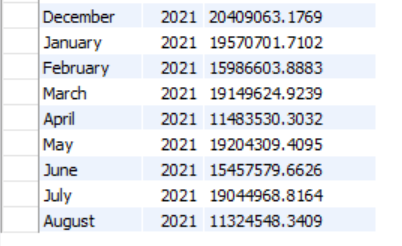 December 2021 20409063.1769
January 2021 19570701.7102
February 2021 15986603.8883
March 2021 19149624.9239
April 2021 11483530.3032
May 2021 19204309.4095
June 2021 15457579.6626
July 2021 19044968.8164
August 2021 11324548.3409